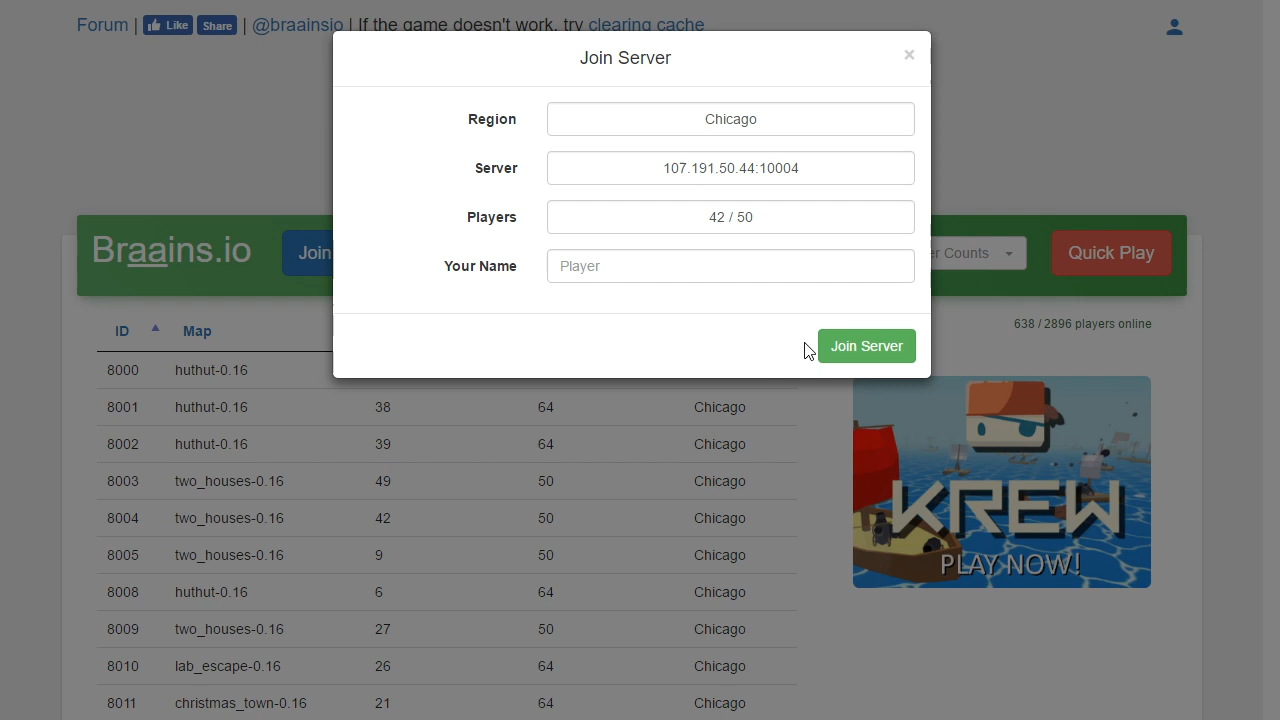 Forum | Like Share | @braainsio | If the game doesn't work, try clearing cache
Join Server ×
Region Chicago
Server 107.191.50.44:10004
Players 42 / 50
Your Name Player
Join Server
Braains.io Join Counts Quick Play
638 / 2896 players online
ID Map
8000 huthut-0.16
8001 huthut-0.16 38 64 Chicago
8002 huthut-0.16 39 64 Chicago
8003 two_houses-0.16 49 50 Chicago
8004 two_houses-0.16 42 50 Chicago
8005 two_houses-0.16 9 50 Chicago
8008 huthut-0.16 6 64 Chicago
8009 two_houses-0.16 27 50 Chicago
8010 lab_escape-0.16 26 64 Chicago
8011 christmas_town-0.16 21 64 Chicago
KREW
PLAY NOW!